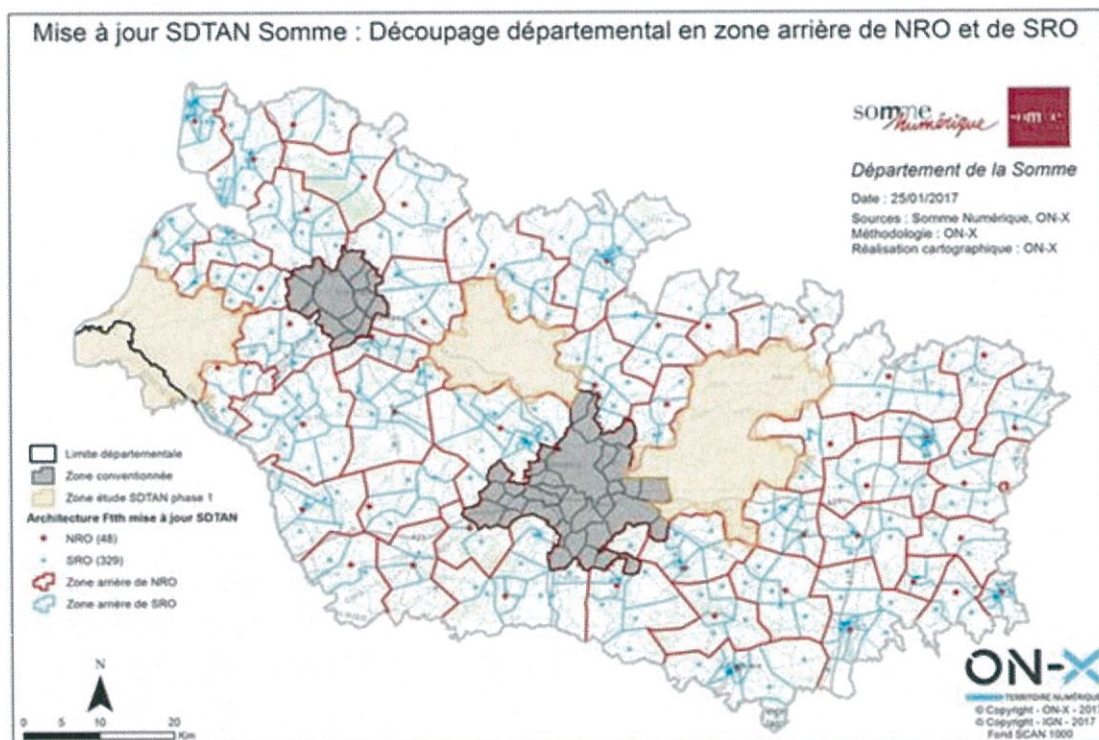 Mise à jour SDTAN Somme : Découpage départemental en zone arrière de NRO et de SRO
somme
Numérique
Département de la Somme
Date : 25/01/2017
Sources : Somme Numérique, ON-X
Méthodologie : ON-X
Réalisation cartographique : ON-X
Limite départementale
Zone conventionnée
Zone étude SDTAN phase 1
Architecture Ftth mise à jour SDTAN
NRO (48)
SRO (329)
Zone arrière de NRO
Zone arrière de SRO
N
0 5 10 20
Km
ON-X
TERRITOIRE NUMÉRIQUE
© Copyright - ON-X - 2017
© Copyright - IGN - 2017
Fond SCAN 1000